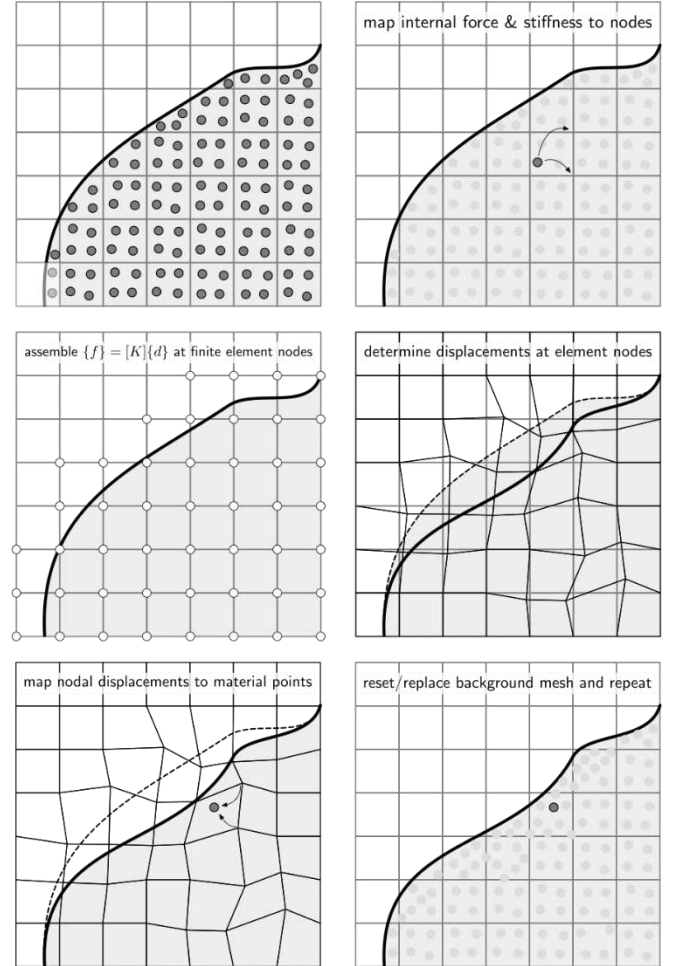 map internal force & stiffness to nodes
assemble {f} = [K]{d} at finite element nodes
determine displacements at element nodes
map nodal displacements to material points
reset/replace background mesh and repeat